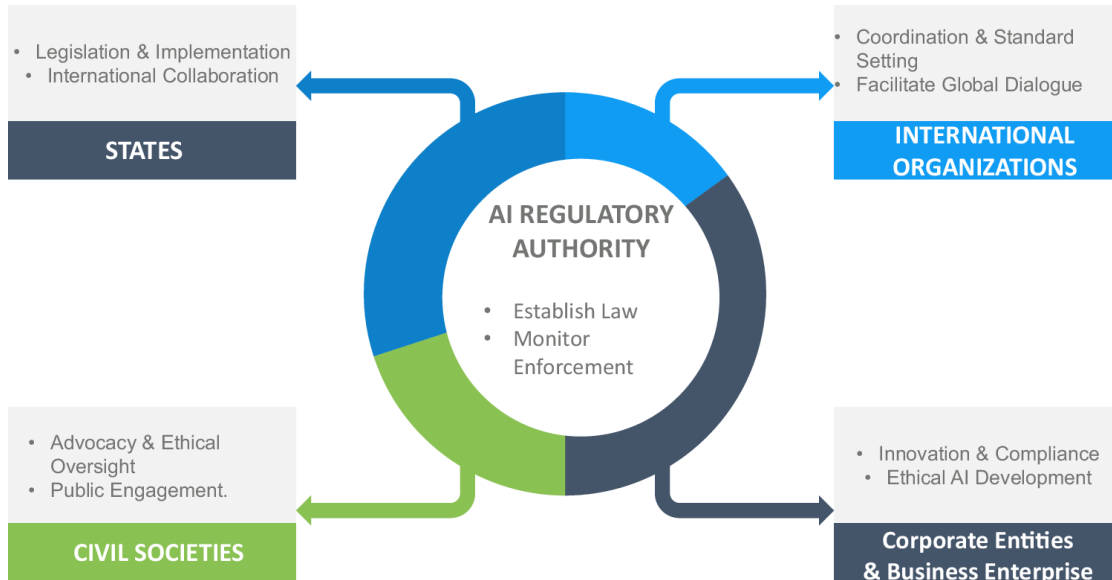 • Legislation & Implementation
• International Collaboration
STATES
• Coordination & Standard
Setting
• Facilitate Global Dialogue
INTERNATIONAL
ORGANIZATIONS
AI REGULATORY
AUTHORITY
• Establish Law
• Monitor
Enforcement
• Advocacy & Ethical
Oversight
• Public Engagement.
CIVIL SOCIETIES
• Innovation & Compliance
• Ethical AI Development
Corporate Entities
& Business Enterprise